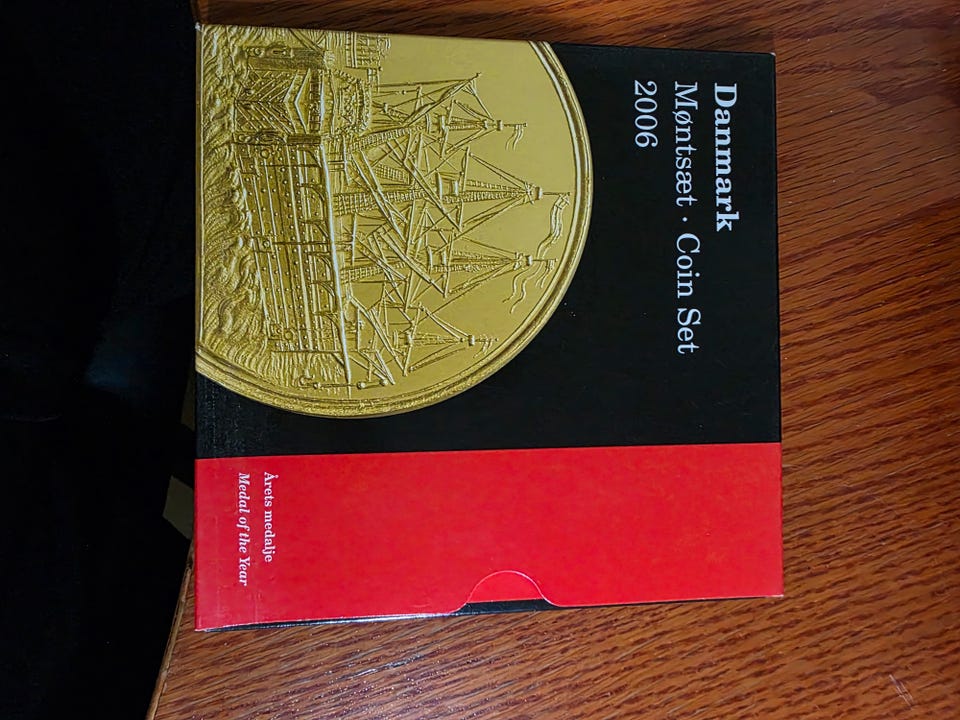 Danmark
Møntsæt · Coin Set
2006
Årets medalje
Medal of the Year